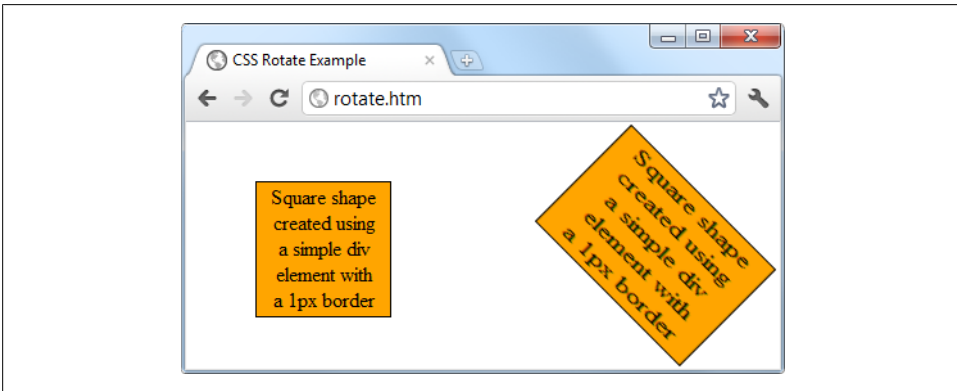 CSS Rotate Example
rotate.htm
Square shape
created using
a simple div
element with
a 1px border
Square shape
created using
a simple div
element with
a 1px border